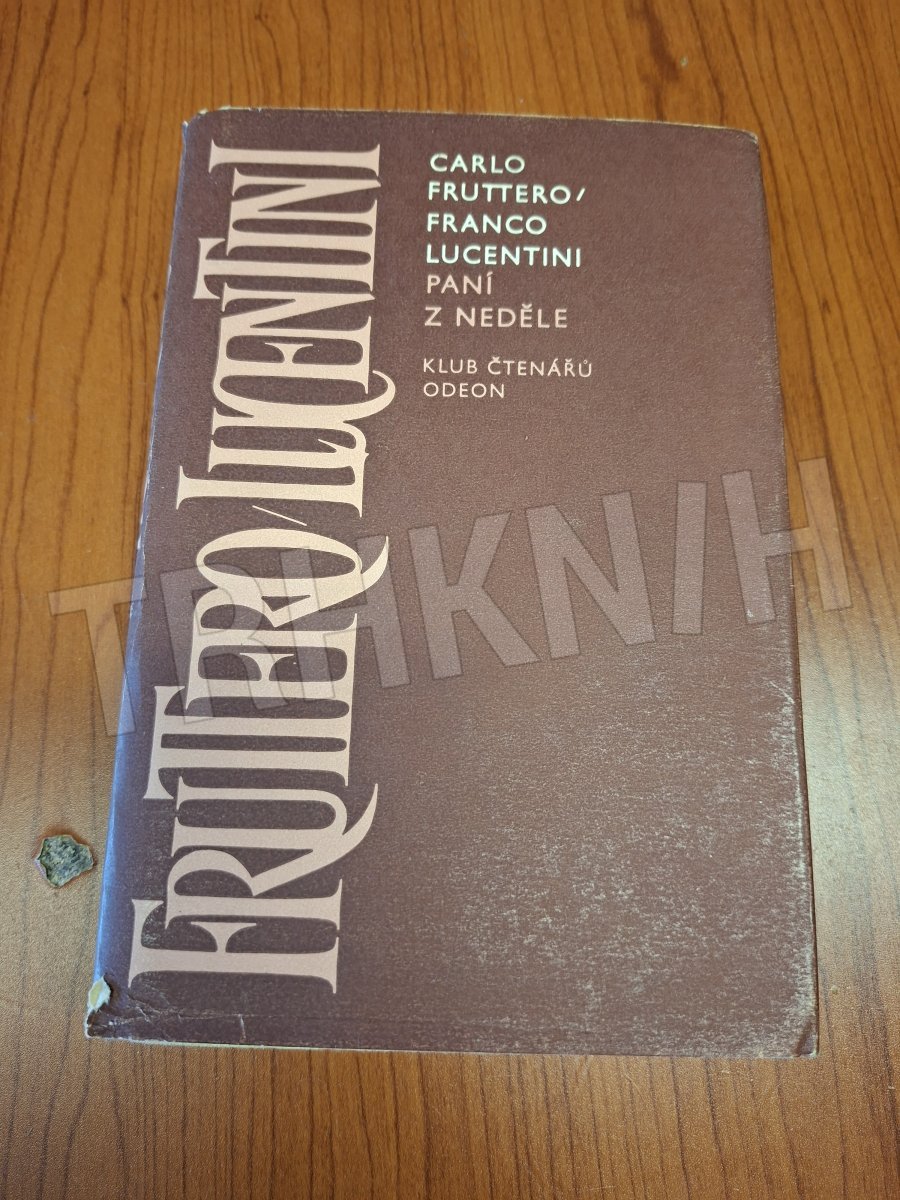 FRUTTERO/LUCENTINI
CARLO
FRUTTERO/
FRANCO
LUCENTINI
PANÍ
Z NEDĚLE
KLUB ČTENÁŘŮ
ODEON
TRHKNIH